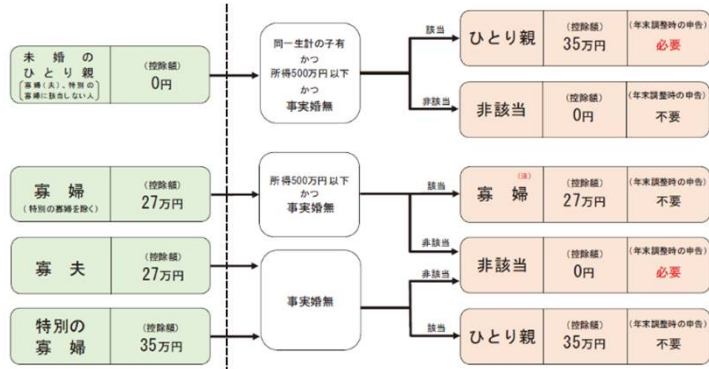 未婚の
ひとり親
(寡婦(夫)、特別の
寡婦に該当しない人)
(控除額)
0円
同一生計の子有
かつ
所得500万円以下
かつ
事実婚無
該当
ひとり親
(控除額)
35万円
(年末調整時の申告)
必要
非該当
非該当
(控除額)
0円
(年末調整時の申告)
不要
寡婦
(特別の寡婦を除く)
(控除額)
27万円
所得500万円以下
かつ
事実婚無
該当
(注)
寡婦
(控除額)
27万円
(年末調整時の申告)
不要
寡夫
(控除額)
27万円
事実婚無
非該当
非該当
非該当
(控除額)
0円
(年末調整時の申告)
必要
特別の
寡婦
(控除額)
35万円
該当
ひとり親
(控除額)
35万円
(年末調整時の申告)
不要